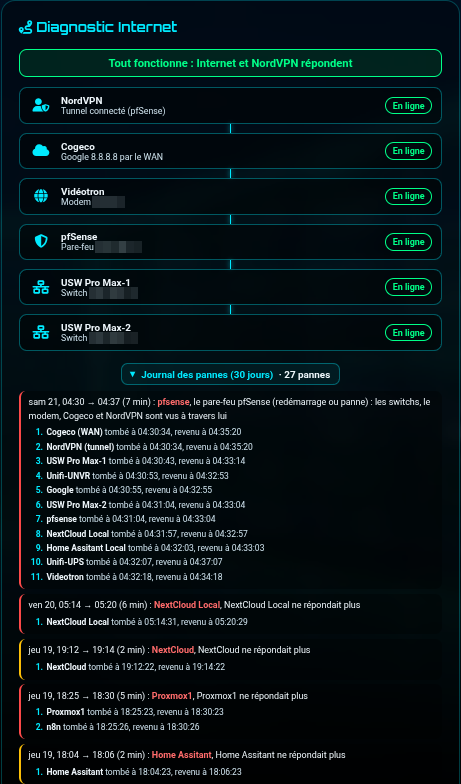 Diagnostic Internet
Tout fonctionne : Internet et NordVPN répondent
NordVPN
Tunnel connecté (pfSense)
En ligne
Cogeco
Google 8.8.8.8 par le WAN
En ligne
Vidéotron
Modem
En ligne
pfSense
Pare-feu
En ligne
USW Pro Max-1
Switch
En ligne
USW Pro Max-2
Switch
En ligne
▼ Journal des pannes (30 jours) · 27 pannes
sam 21, 04:30 → 04:37 (7 min) : pfsense, le pare-feu pfSense (redémarrage ou panne) : les switchs, le
modem, Cogeco et NordVPN sont vus à travers lui
1. Cogeco (WAN) tombé à 04:30:34, revenu à 04:35:20
2. NordVPN (tunnel) tombé à 04:30:34, revenu à 04:35:20
3. USW Pro Max-1 tombé à 04:30:43, revenu à 04:33:14
4. Unifi-UNVR tombé à 04:30:53, revenu à 04:32:53
5. Google tombé à 04:30:55, revenu à 04:32:55
6. USW Pro Max-2 tombé à 04:31:04, revenu à 04:33:04
7. pfsense tombé à 04:31:04, revenu à 04:33:04
8. NextCloud Local tombé à 04:31:57, revenu à 04:32:57
9. Home Assitant Local tombé à 04:32:03, revenu à 04:33:03
10. Unifi-UPS tombé à 04:32:07, revenu à 04:37:07
11. Videotron tombé à 04:32:18, revenu à 04:34:18
ven 20, 05:14 → 05:20 (6 min) : NextCloud Local, NextCloud Local ne répondait plus
1. NextCloud Local tombé à 05:14:31, revenu à 05:20:29
jeu 19, 19:12 → 19:14 (2 min) : NextCloud, NextCloud ne répondait plus
1. NextCloud tombé à 19:12:22, revenu à 19:14:22
jeu 19, 18:25 → 18:30 (5 min) : Proxmox1, Proxmox1 ne répondait plus
1. Proxmox1 tombé à 18:25:23, revenu à 18:30:23
2. n8n tombé à 18:25:26, revenu à 18:30:26
jeu 19, 18:04 → 18:06 (2 min) : Home Assitant, Home Assitant ne répondait plus
1. Home Assitant tombé à 18:04:23, revenu à 18:06:23